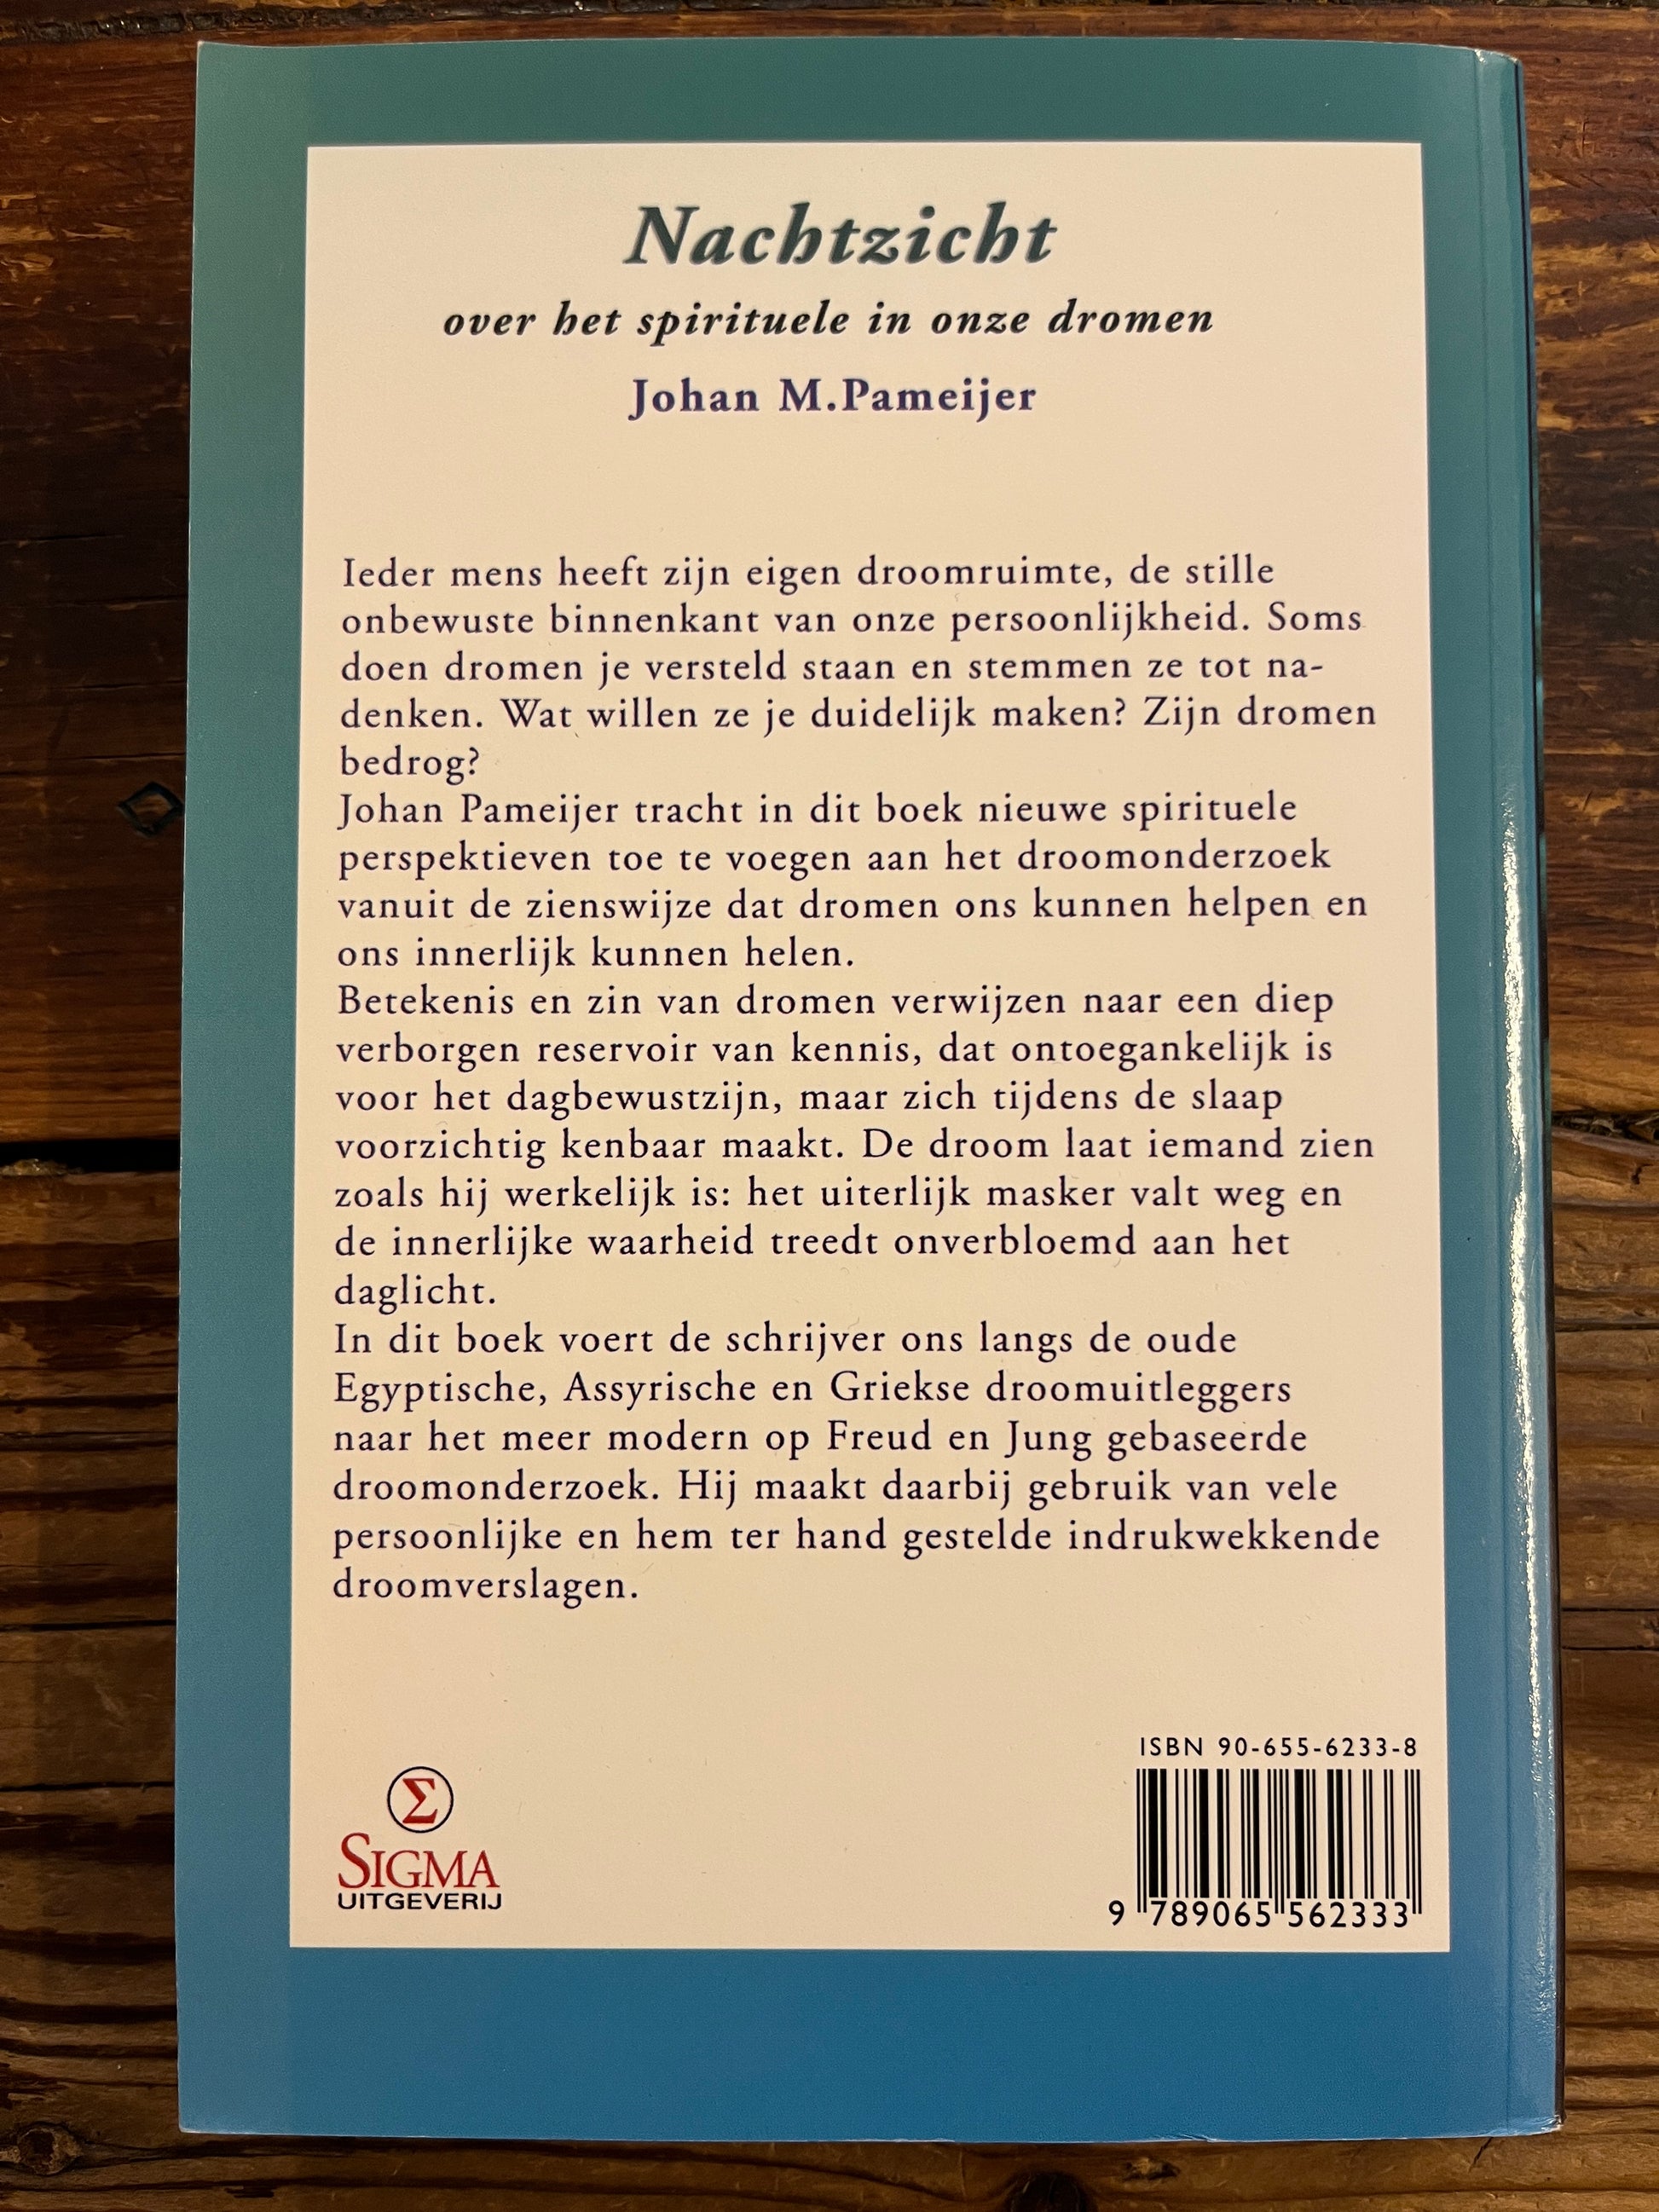 Nachtzicht
over het spirituele in onze dromen
Johan M.Pameijer
Ieder mens heeft zijn eigen droomruimte, de stille
onbewuste binnenkant van onze persoonlijkheid. Soms
doen dromen je versteld staan en stemmen ze tot na-
denken. Wat willen ze je duidelijk maken? Zijn dromen
bedrog?
Johan Pameijer tracht in dit boek nieuwe spirituele
perspektieven toe te voegen aan het droomonderzoek
vanuit de zienswijze dat dromen ons kunnen helpen en
ons innerlijk kunnen helen.
Betekenis en zin van dromen verwijzen naar een diep
verborgen reservoir van kennis, dat ontoegankelijk is
voor het dagbewustzijn, maar zich tijdens de slaap
voorzichtig kenbaar maakt. De droom laat iemand zien
zoals hij werkelijk is: het uiterlijk masker valt weg en
de innerlijke waarheid treedt onverbloemd aan het
daglicht.
In dit boek voert de schrijver ons langs de oude
Egyptische, Assyrische en Griekse droomuitleggers
naar het meer modern op Freud en Jung gebaseerde
droomonderzoek. Hij maakt daarbij gebruik van vele
persoonlijke en hem ter hand gestelde indrukwekkende
droomverslagen.
Σ
SIGMA
UITGEVERIJ
ISBN 90-655-6233-8
9 789065 562333